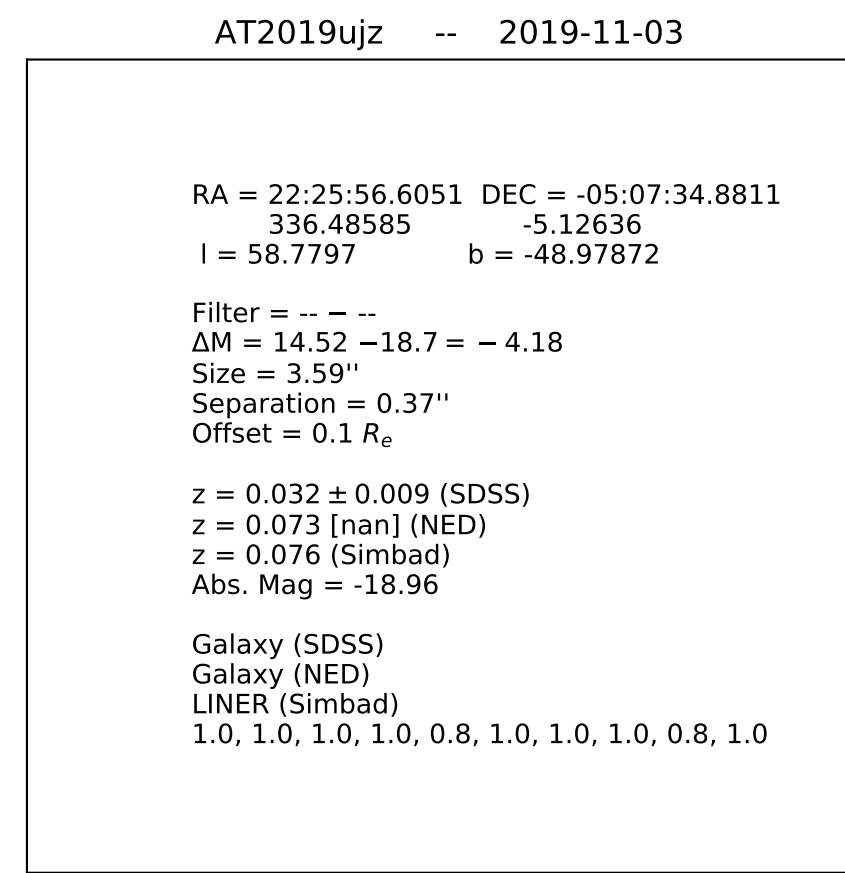 AT2019ujz -- 2019-11-03
RA = 22:25:56.6051 DEC = -05:07:34.8811
336.48585 -5.12636
l = 58.7797 b = -48.97872
Filter = -- − --
ΔM = 14.52 −18.7 = − 4.18
Size = 3.59''
Separation = 0.37''
Offset = 0.1 Rₑ
z = 0.032 ± 0.009 (SDSS)
z = 0.073 [nan] (NED)
z = 0.076 (Simbad)
Abs. Mag = -18.96
Galaxy (SDSS)
Galaxy (NED)
LINER (Simbad)
1.0, 1.0, 1.0, 1.0, 0.8, 1.0, 1.0, 1.0, 0.8, 1.0